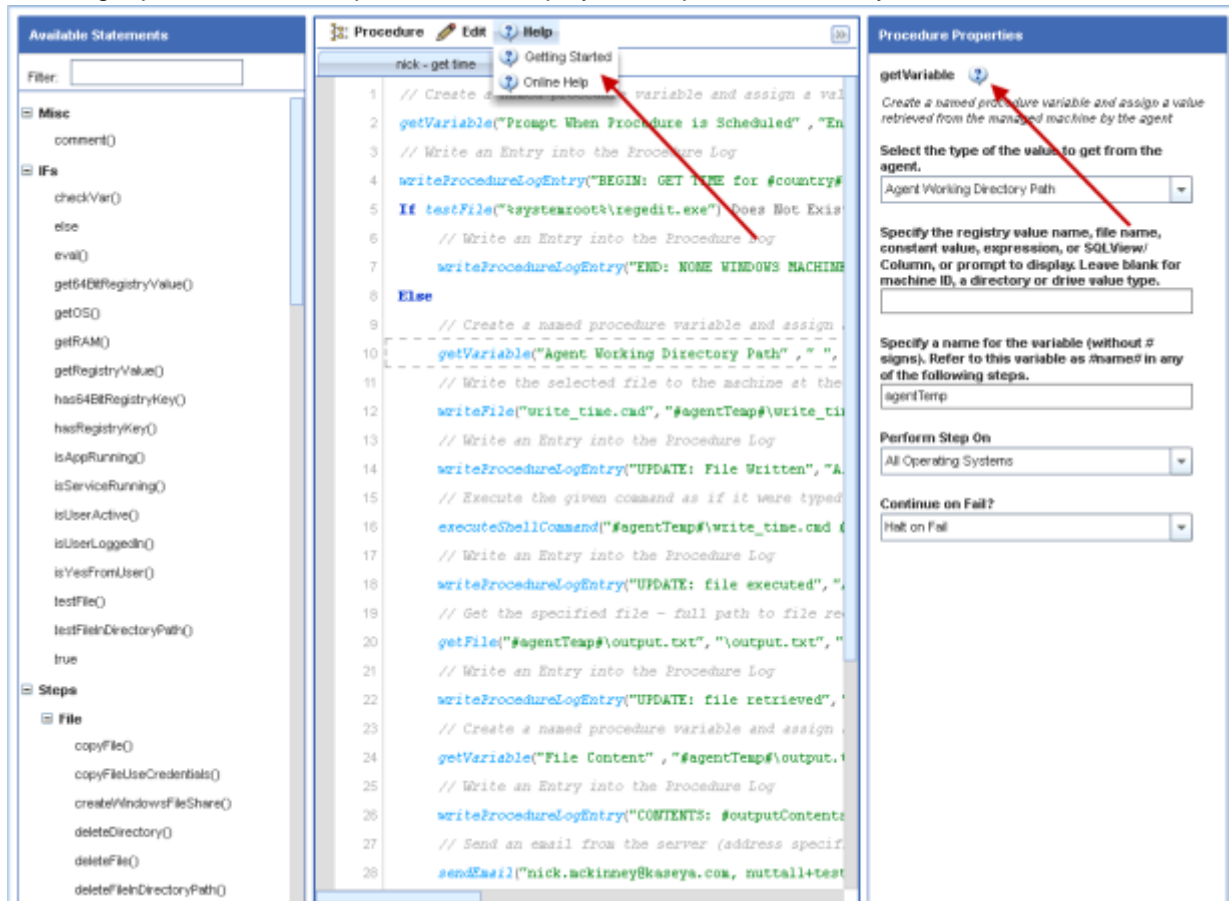 Available Statements
Filter:
Misc
comment()
IFs
checkVar()
else
eval()
get64BitRegistryValue()
getOS()
getRAM()
getRegistryValue()
has64BitRegistryKey()
hasRegistryKey()
isAppRunning()
isServiceRunning()
isUserActive()
isUserLoggedIn()
isYesFromUser()
testFile()
testFileInDirectoryPath()
true
Steps
File
copyFile()
copyFileUseCredentials()
createWindowsFileShare()
deleteDirectory()
deleteFile()
deleteFileInDirectoryPath()
Procedure Edit Help
Getting Started
Online Help
nick - get time
1 // Create a named procedure variable and assign a val
2 getVariable("Prompt When Procedure is Scheduled" ,"En
3 // Write an Entry into the Procedure Log
4 writeProcedureLogEntry("BEGIN: GET TIME for #country#
5 If testFile("%systemroot%\regedit.exe") Does Not Exis
6 // Write an Entry into the Procedure Log
7 writeProcedureLogEntry("END: NONE WINDOWS MACHINE
8 Else
9 // Create a named procedure variable and assign
10 getVariable("Agent Working Directory Path" ," ",
11 // Write the selected file to the machine at the
12 writeFile("write_time.cmd", "#agentTemp#\write_tim
13 // Write an Entry into the Procedure Log
14 writeProcedureLogEntry("UPDATE: File Written", "A
15 // Execute the given command as if it were typed
16 executeShellCommand("#agentTemp#\write_time.cmd
17 // Write an Entry into the Procedure Log
18 writeProcedureLogEntry("UPDATE: file executed", "
19 // Get the specified file - full path to file re
20 getFile("#agentTemp#\output.txt", "\output.txt", "
21 // Write an Entry into the Procedure Log
22 writeProcedureLogEntry("UPDATE: file retrieved", "
23 // Create a named procedure variable and assign
24 getVariable("File Content" ,"#agentTemp#\output.t
25 // Write an Entry into the Procedure Log
26 writeProcedureLogEntry("CONTENTS: #outputContents
27 // Send an email from the server (address specif
28 sendEmail("nick.mckinney@kaseya.com, nuttall+test
Procedure Properties
getVariable
Create a named procedure variable and assign a value
retrieved from the managed machine by the agent
Select the type of the value to get from the
agent.
Agent Working Directory Path
Specify the registry value name, file name,
constant value, expression, or SQLView/
Column, or prompt to display. Leave blank for
machine ID, a directory or drive value type.
Specify a name for the variable (without #
signs). Refer to this variable as #name# in any
of the following steps.
agentTemp
Perform Step On
All Operating Systems
Continue on Fail?
Halt on Fail